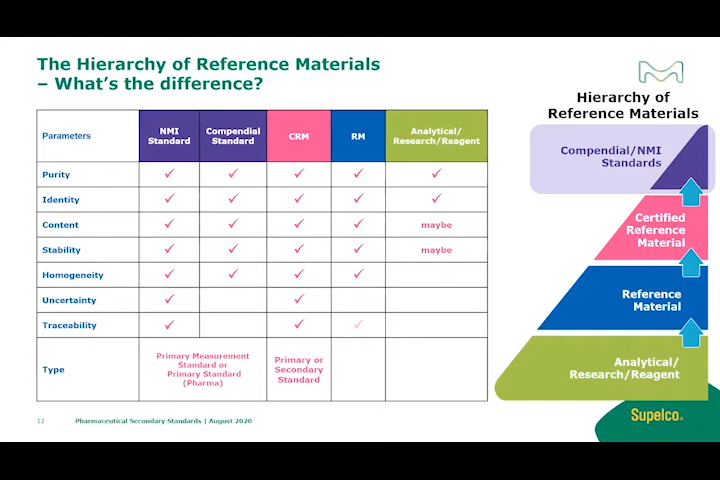 The Hierarchy of Reference Materials
– What's the difference?
Parameters
NMI
Standard
Compendial
Standard
CRM
RM
Analytical/
Research/Reagent
Purity ✓ ✓ ✓ ✓ ✓
Identity ✓ ✓ ✓ ✓ ✓
Content ✓ ✓ ✓ ✓ maybe
Stability ✓ ✓ ✓ ✓ maybe
Homogeneity ✓ ✓ ✓ ✓
Uncertainty ✓ ✓
Traceability ✓ ✓ ✓
Type
Primary Measurement
Standard or
Primary Standard
(Pharma)
Primary or
Secondary
Standard
Hierarchy of
Reference Materials
Compendial/NMI
Standards
Certified
Reference
Material
Reference
Material
Analytical/
Research/Reagent
12
Pharmaceutical Secondary Standards | August 2020
Supelco®